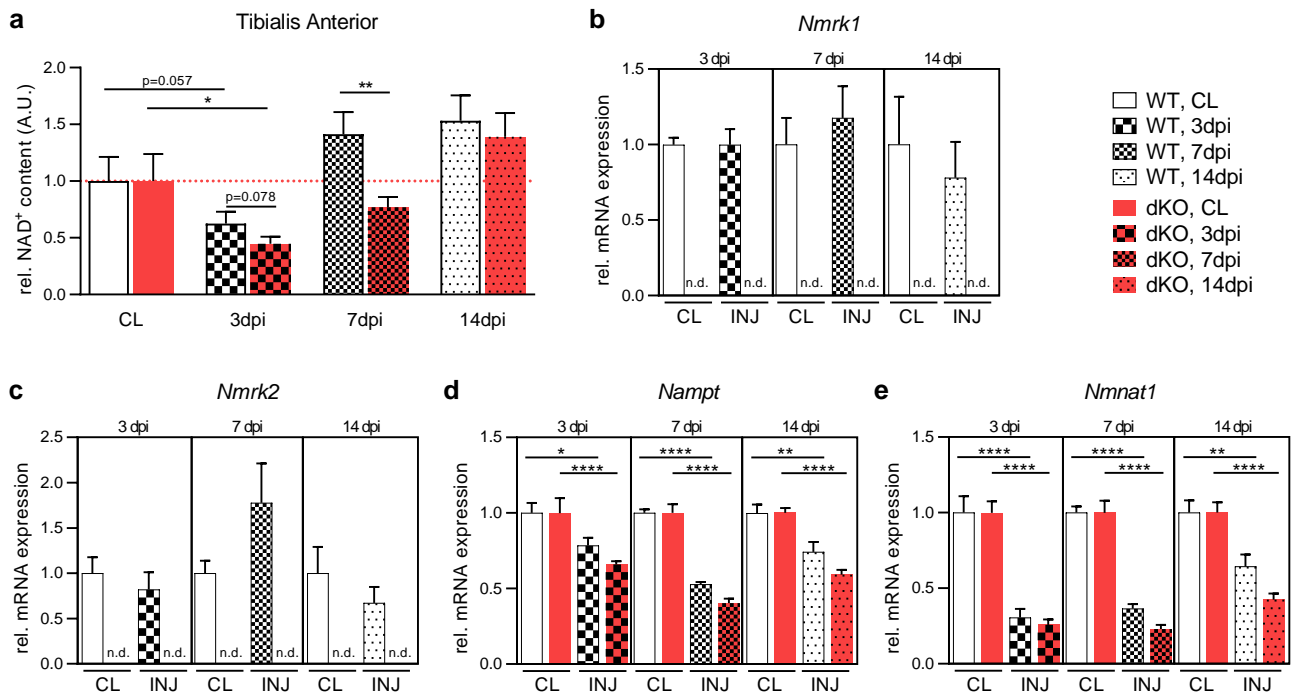 a
Tibialis Anterior
rel. NAD⁺ content (A.U.)
2.0
1.5
1.0
0.5
0.0
p=0.057
*
**
p=0.078
CL
3dpi
7dpi
14dpi
b
Nmrk1
3 dpi
7 dpi
14 dpi
rel. mRNA expression
1.5
1.0
0.5
0.0
n.d.
n.d.
n.d.
n.d.
n.d.
n.d.
CL
INJ
CL
INJ
CL
INJ
WT, CL
WT, 3dpi
WT, 7dpi
WT, 14dpi
dKO, CL
dKO, 3dpi
dKO, 7dpi
dKO, 14dpi
c
Nmrk2
3 dpi
7 dpi
14 dpi
rel. mRNA expression
2.5
2.0
1.5
1.0
0.5
0.0
n.d.
n.d.
n.d.
n.d.
n.d.
n.d.
CL
INJ
CL
INJ
CL
INJ
d
Nampt
3 dpi
7 dpi
14 dpi
rel. mRNA expression
1.5
1.0
0.5
0.0
*
****
****
****
**
****
CL
INJ
CL
INJ
CL
INJ
e
Nmnat1
3 dpi
7 dpi
14 dpi
rel. mRNA expression
1.5
1.0
0.5
0.0
****
****
****
****
**
****
CL
INJ
CL
INJ
CL
INJ